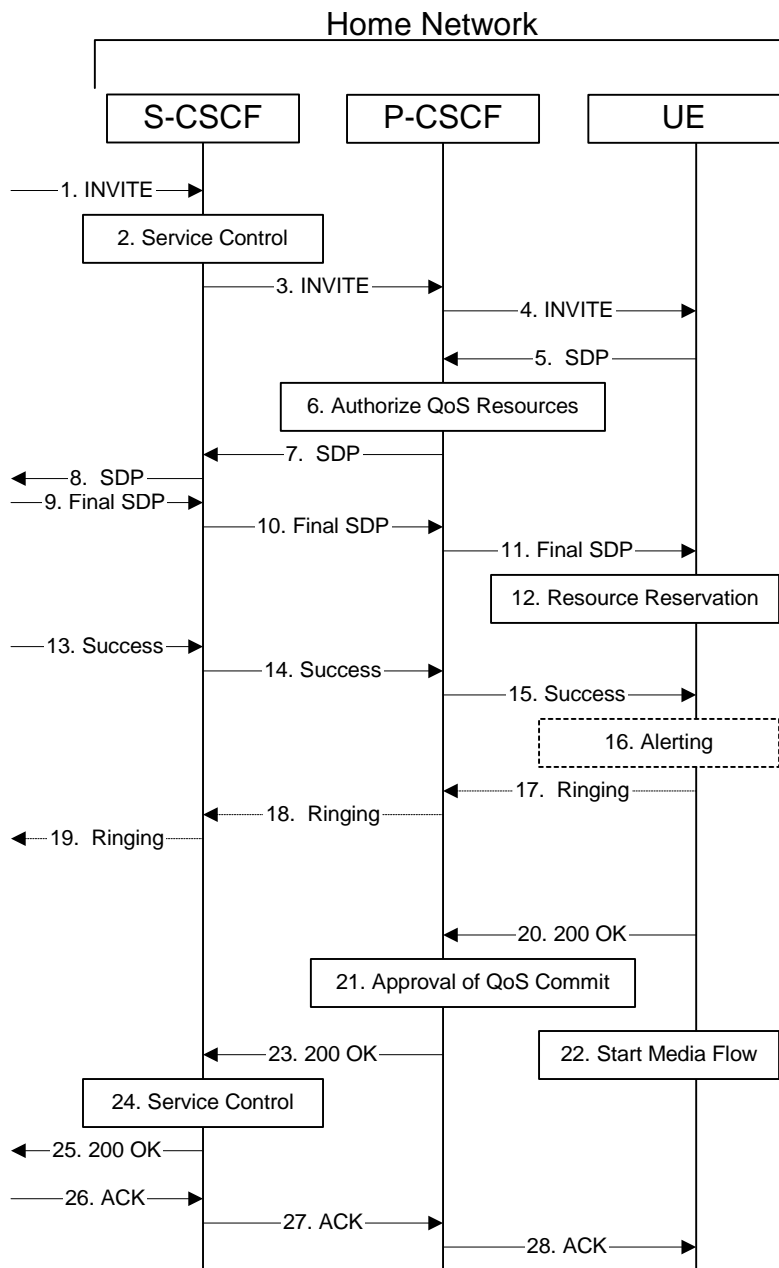 Home Network
S-CSCF
P-CSCF
UE
1. INVITE
2. Service Control
3. INVITE
4. INVITE
5. SDP
6. Authorize QoS Resources
7. SDP
8. SDP
9. Final SDP
10. Final SDP
11. Final SDP
12. Resource Reservation
13. Success
14. Success
15. Success
16. Alerting
17. Ringing
18. Ringing
19. Ringing
20. 200 OK
21. Approval of QoS Commit
22. Start Media Flow
23. 200 OK
24. Service Control
25. 200 OK
26. ACK
27. ACK
28. ACK